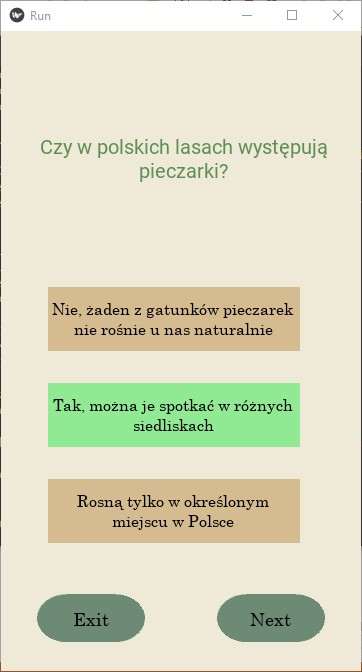 Run
Czy w polskich lasach występują
pieczarki?
Nie, żaden z gatunków pieczarek
nie rośnie u nas naturalnie
Tak, można je spotkać w różnych
siedliskach
Rosną tylko w określonym
miejscu w Polsce
Exit
Next